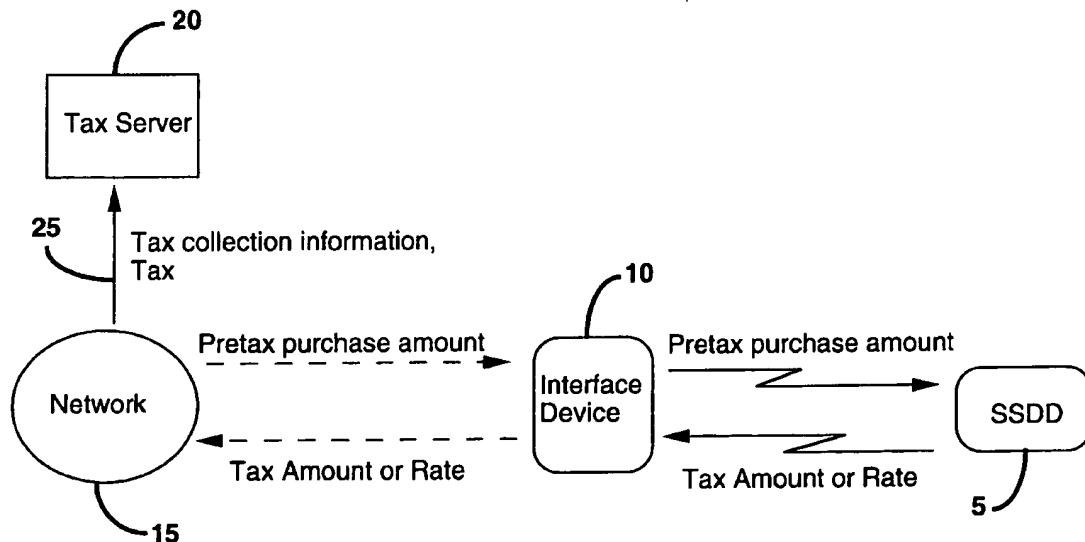 20
Tax Server
25
Tax collection information,
Tax
10
Pretax purchase amount
Pretax purchase amount
Interface
Device
Network
SSDD
Tax Amount or Rate
Tax Amount or Rate
5
15